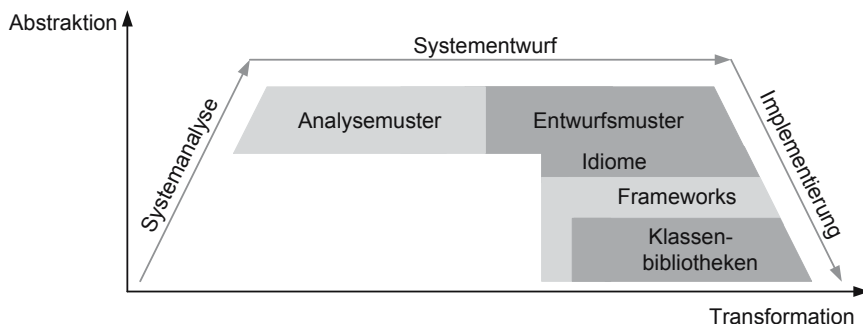 Abstraktion
Systementwurf
Systemanalyse
Analysemuster
Entwurfsmuster
Idiome
Frameworks
Klassen-
bibliotheken
Implementierung
Transformation